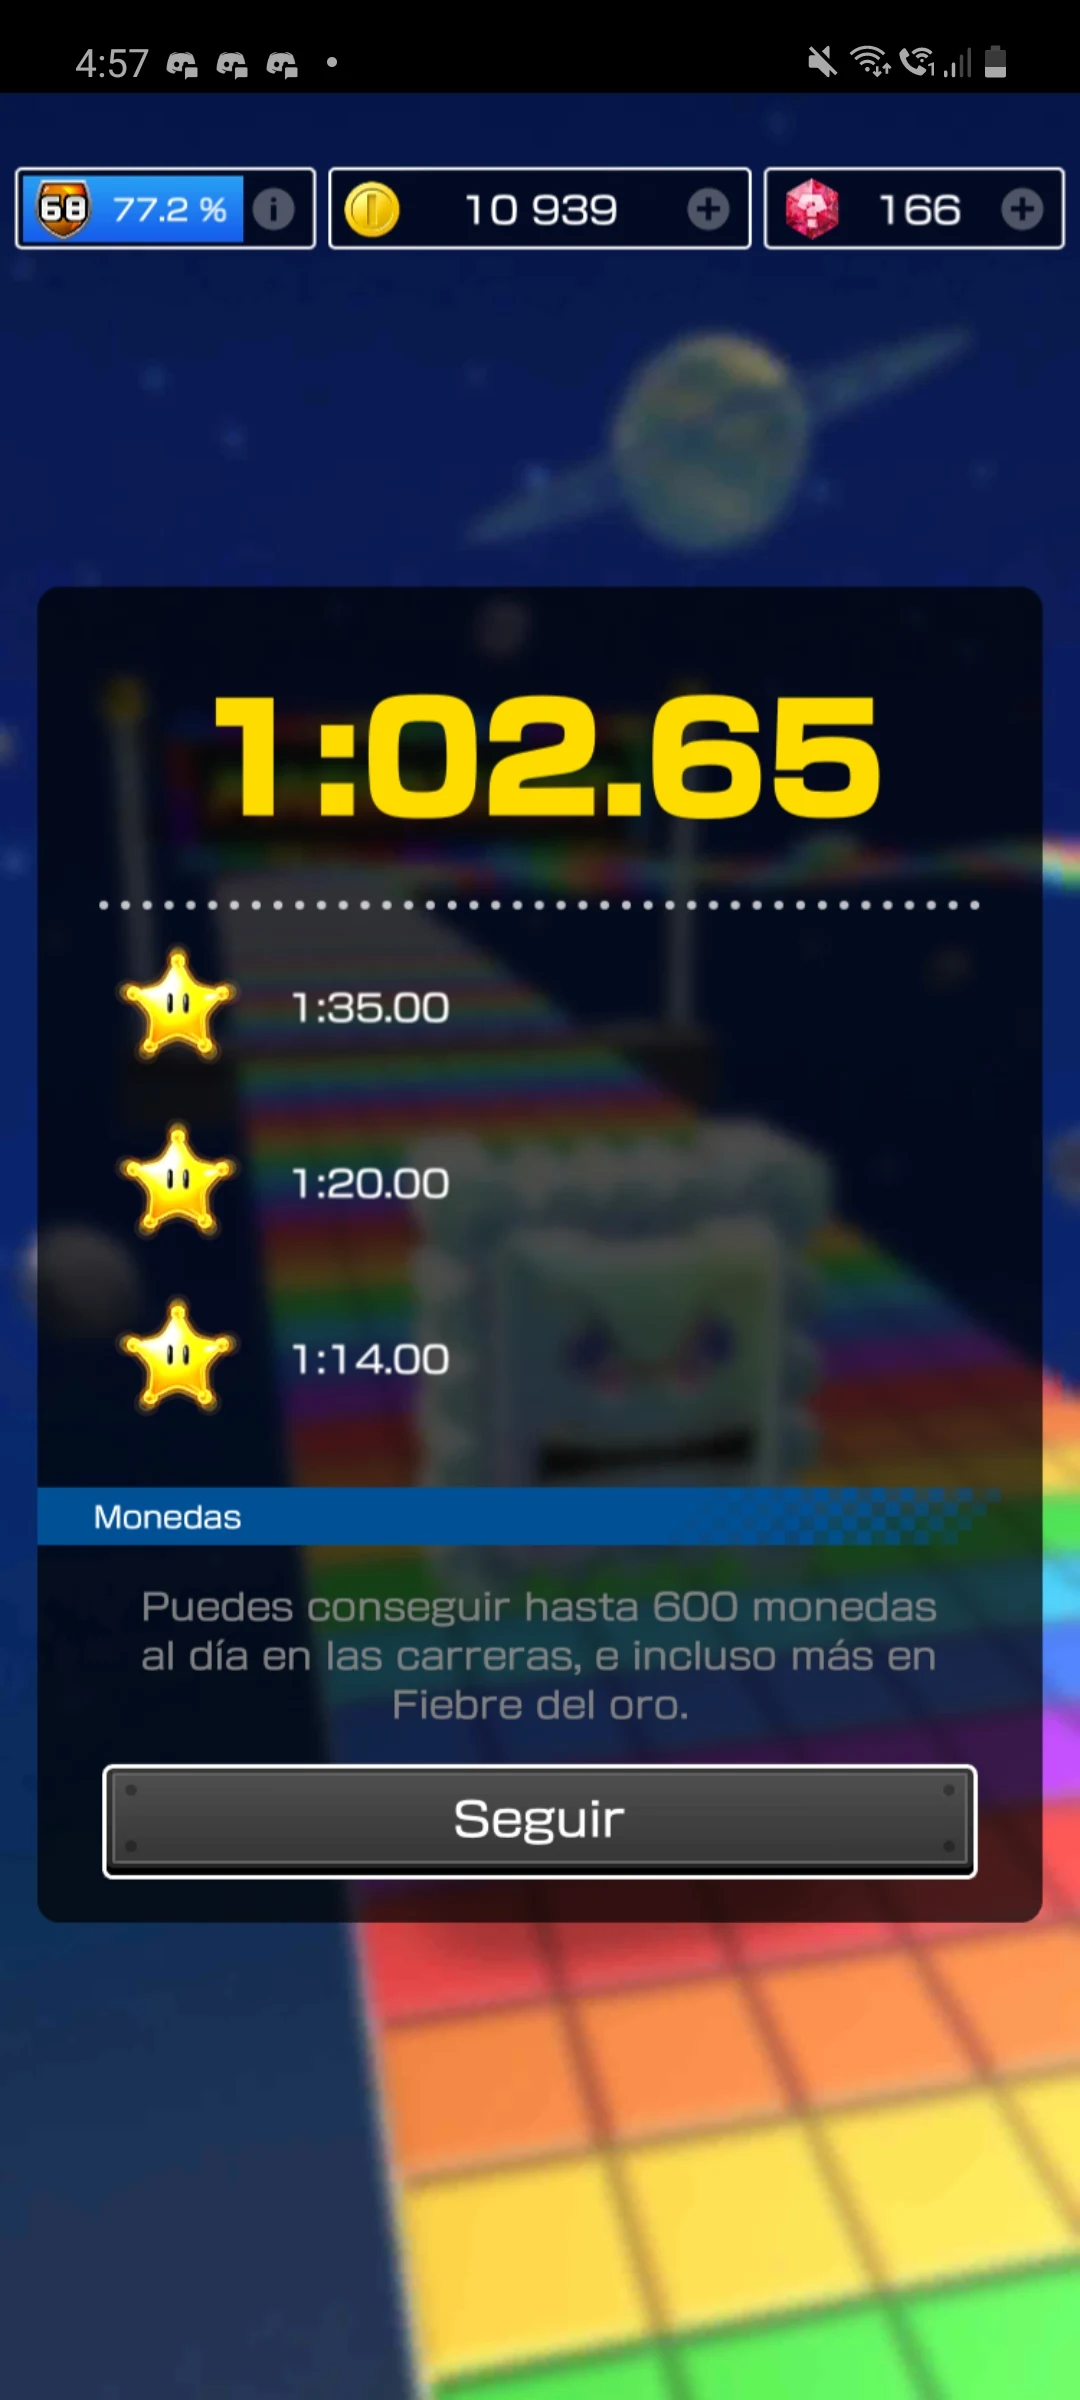 4:57
68 77.2 % i 10 939 + 166 +
1:02.65
1:35.00
1:20.00
1:14.00
Monedas
Puedes conseguir hasta 600 monedas
al día en las carreras, e incluso más en
Fiebre del oro.
Seguir